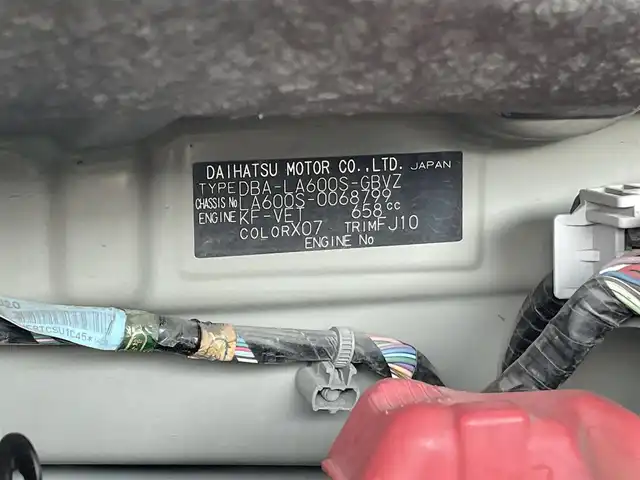 DAIHATSU MOTOR CO.,LTD. JAPAN
TYPE DBA-LA600S-GBVZ
CHASSIS No LA600S-0068799
ENGINE KF-VET 658 cc
COLOR X07 TRIM FJ10
ENGINE No